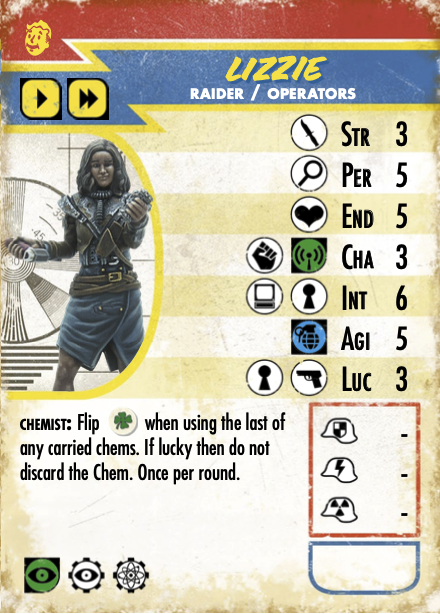 LIZZIE
RAIDER / OPERATORS
STR 3
PER 5
END 5
CHA 3
INT 6
AGI 5
LUC 3
CHEMIST: Flip when using the last of
any carried chems. If lucky then do not
discard the Chem. Once per round.
-
-
-
-35
-45